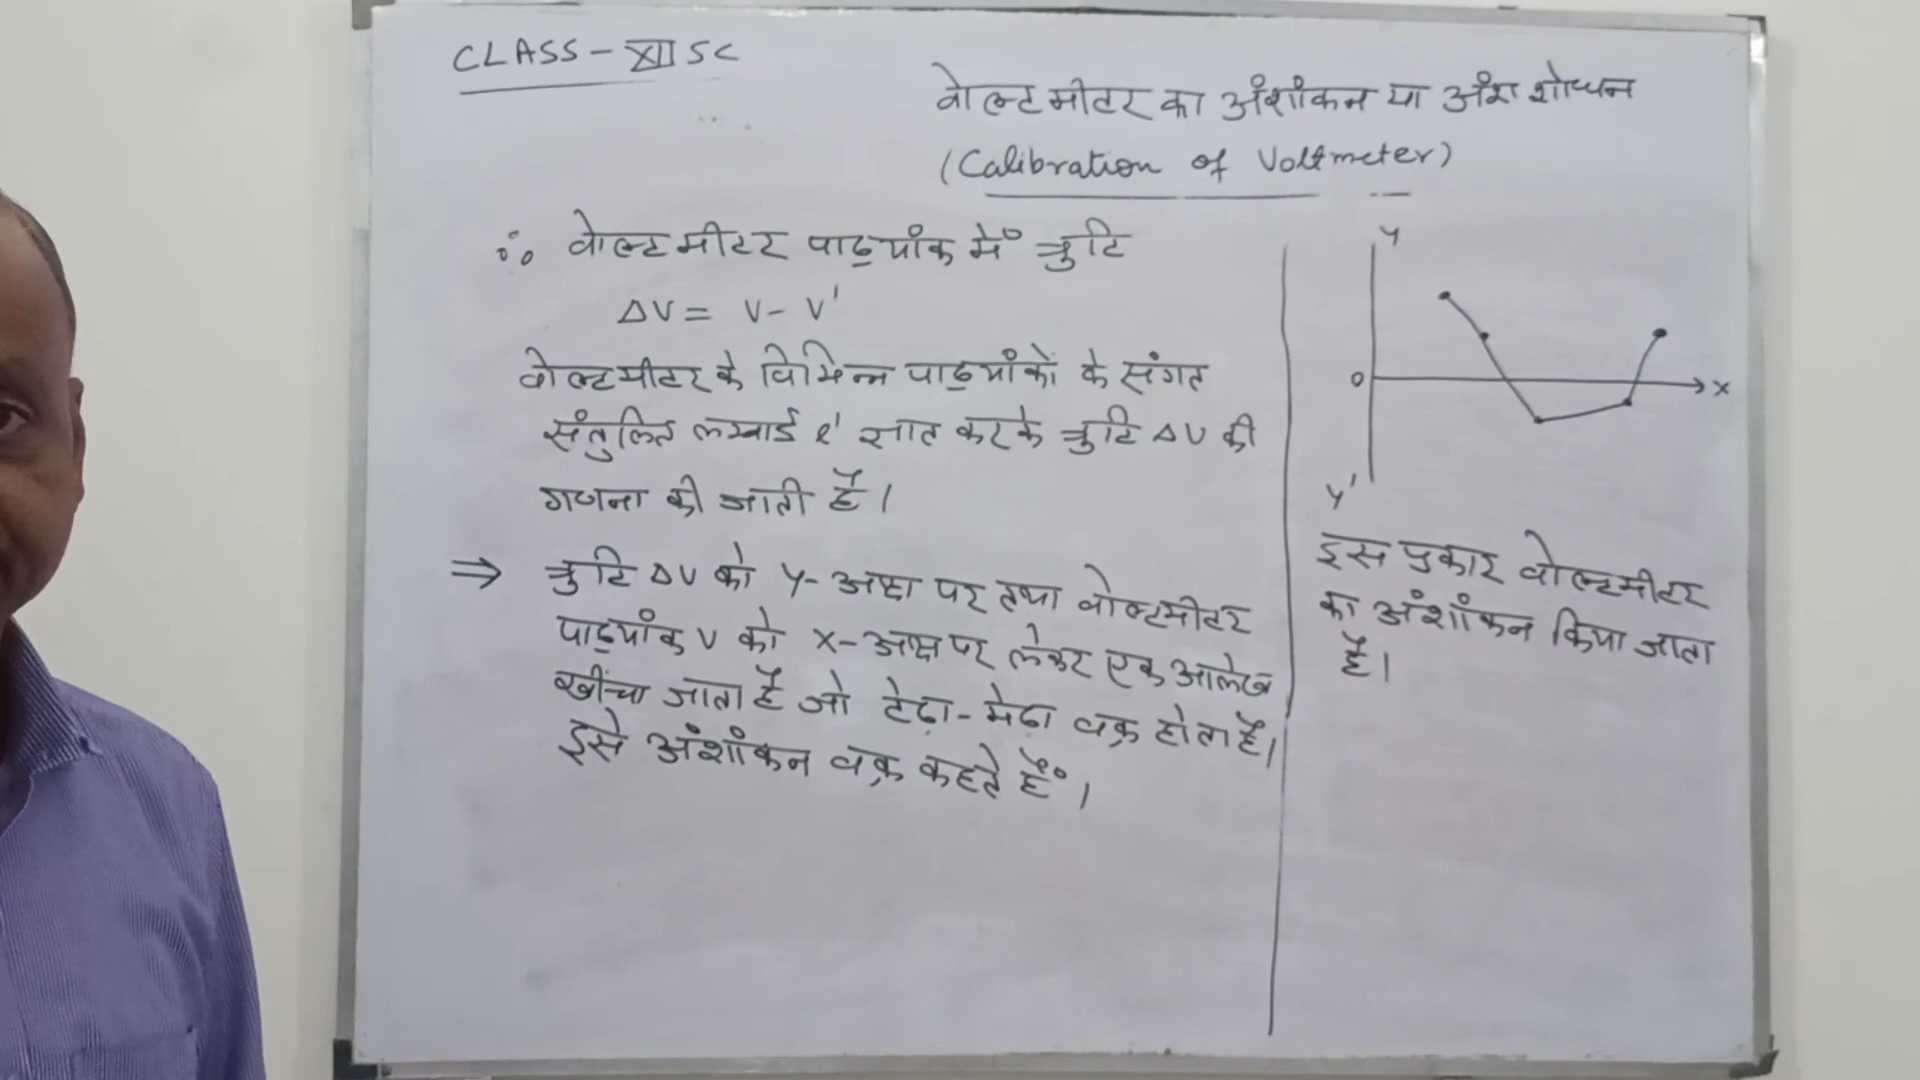 CLASS - XII SC
वोल्टमीटर का अंशांकन या अंश शोधन
(Calibration of Voltmeter)
∴ वोल्टमीटर पाठ्यांक में त्रुटि
ΔV = V - V'
वोल्टमीटर के विभिन्न पाठ्यांकों के संगत
संतुलित लम्बाई l' ज्ञात करके त्रुटि ΔV की
गणना की जाती है।
⇒ त्रुटि ΔV को Y-अक्ष पर तथा वोल्टमीटर
पाठ्यांक V को X-अक्ष पर लेकर एक आलेख
खींचा जाता है जो टेढ़ा-मेढ़ा वक्र होता है।
इसे अंशांकन वक्र कहते हैं।
Y
0
X
Y'
इस प्रकार वोल्टमीटर
का अंशांकन किया जाता
है।